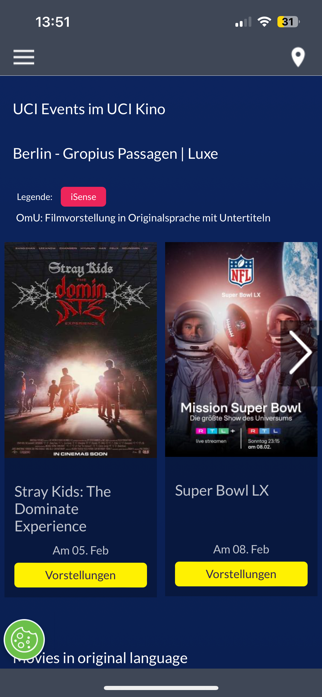 13:51
31
UCI Events im UCI Kino
Berlin - Gropius Passagen | Luxe
Legende: iSense
OmU: Filmvorstellung in Originalsprache mit Untertiteln
Stray Kids
THE
dominATE
EXPERIENCE
IN CINEMAS SOON
Stray Kids: The
Dominate
Experience
Am 05. Feb
Vorstellungen
NFL
Super Bowl LX
Mission Super Bowl
Die größte Show des Universums
RTL+ RTL
live streamen Sonntag 23:15
am 08.02.
Super Bowl LX
Am 08. Feb
Vorstellungen
Movies in original language